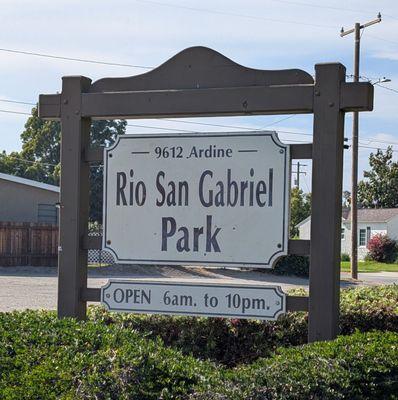 9612 Ardine
Rio San Gabriel
Park
OPEN 6am. to 10pm.